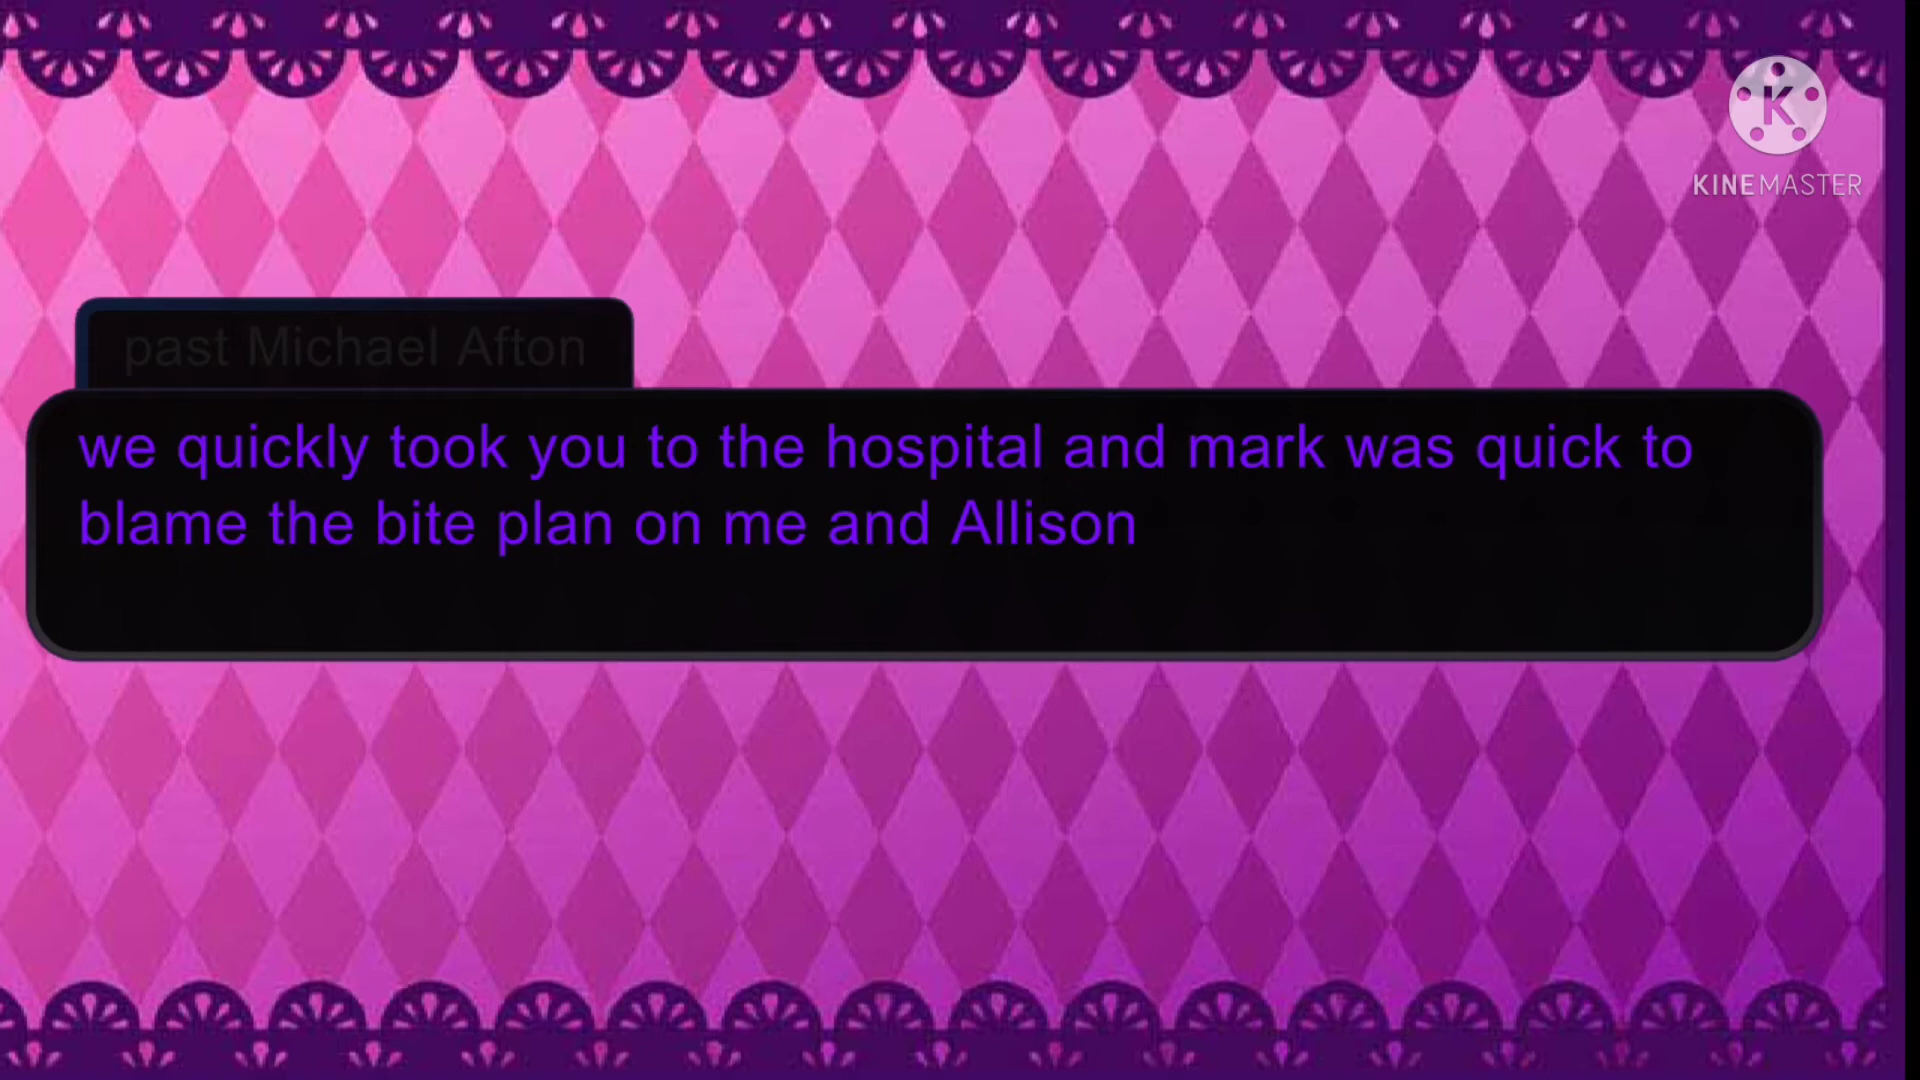 K
KINEMASTER
past Michael Afton
we quickly took you to the hospital and mark was quick to
blame the bite plan on me and Allison